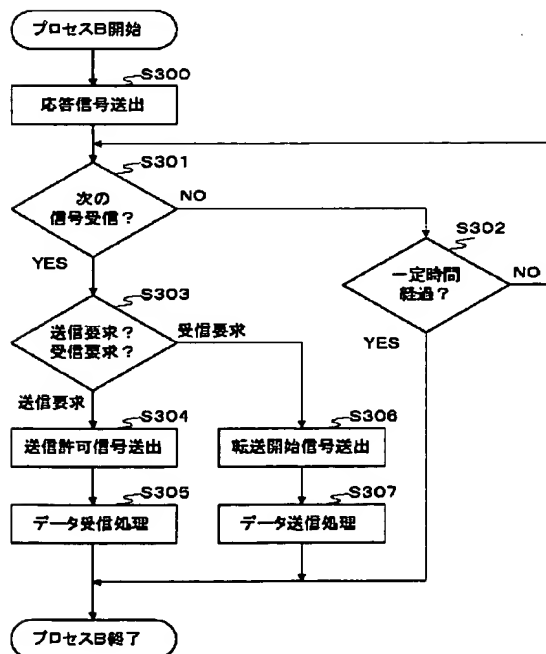 プロセスB開始
S300
応答信号送出
S301
次の
信号受信？
NO
YES
S302
一定時間
経過？
NO
YES
S303
送信要求？
受信要求？
受信要求
送信要求
S304
送信許可信号送出
S306
転送開始信号送出
S305
データ受信処理
S307
データ送信処理
プロセスB終了